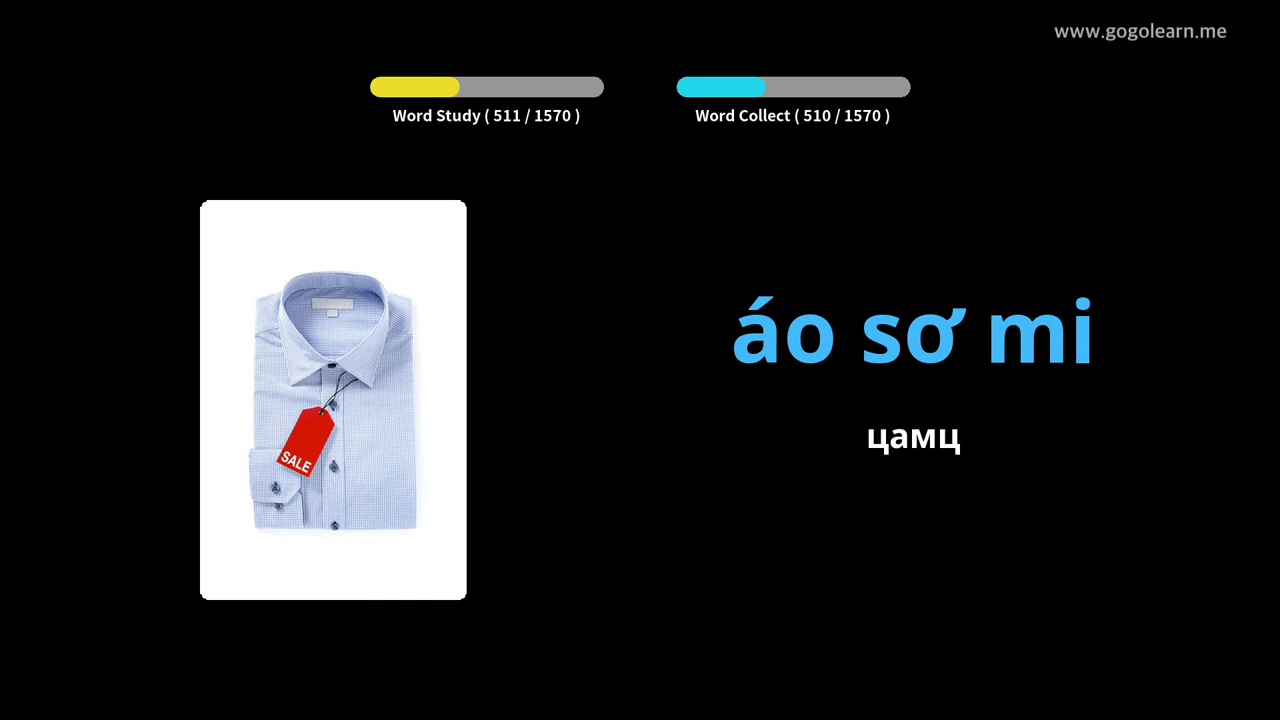 www.gogolearn.me
Word Study ( 511 / 1570 )
Word Collect ( 510 / 1570 )
áo sơ mi
цамц
SALE